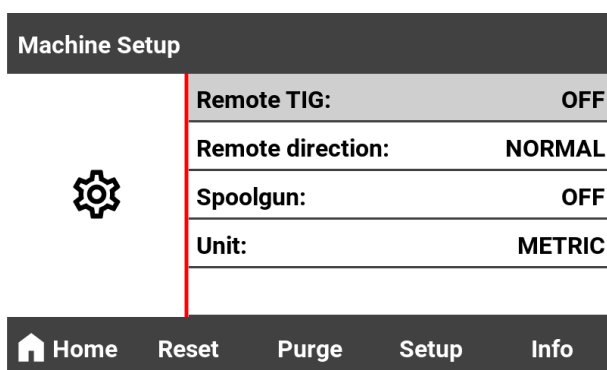 Machine Setup
Remote TIG: OFF
Remote direction: NORMAL
Spoolgun: OFF
Unit: METRIC
Home Reset Purge Setup Info